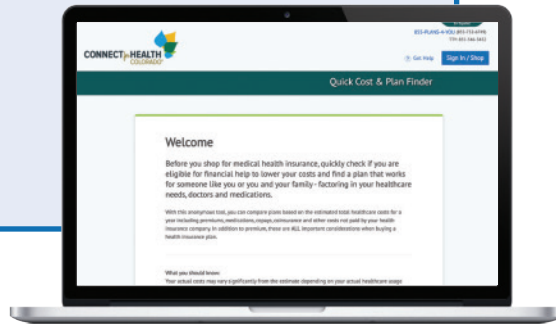 CONNECT for HEALTH
COLORADO
855-PLANS-4-YOU (855-752-6749)
TTY: 855-346-3432
Get Help
Sign In / Shop
Quick Cost & Plan Finder
Welcome
Before you shop for medical health insurance, quickly check if you are
eligible for financial help to lower your costs and find a plan that works
for someone like you or you and your family - factoring in your healthcare
needs, doctors and medications.
With this anonymous tool, you can compare plans based on the estimated total healthcare costs for a
year including premiums, medications, copays, coinsurance and other costs not paid by your health
insurance company. In addition to premium, these are ALL important considerations when buying a
health insurance plan.
What you should know:
Your actual costs may vary significantly from the estimate depending on your actual healthcare usage